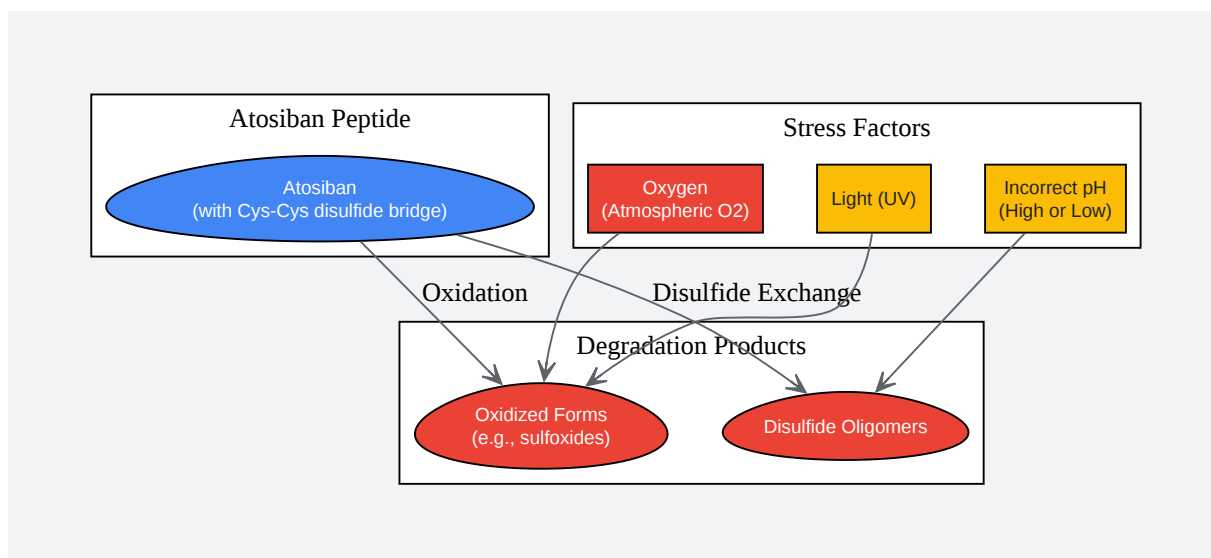 Atosiban Peptide
Atosiban
(with Cys-Cys disulfide bridge)
Stress Factors
Oxygen
(Atmospheric O2)
Light (UV)
Incorrect pH
(High or Low)
Oxidation
Disulfide Exchange
Degradation Products
Oxidized Forms
(e.g., sulfoxides)
Disulfide Oligomers